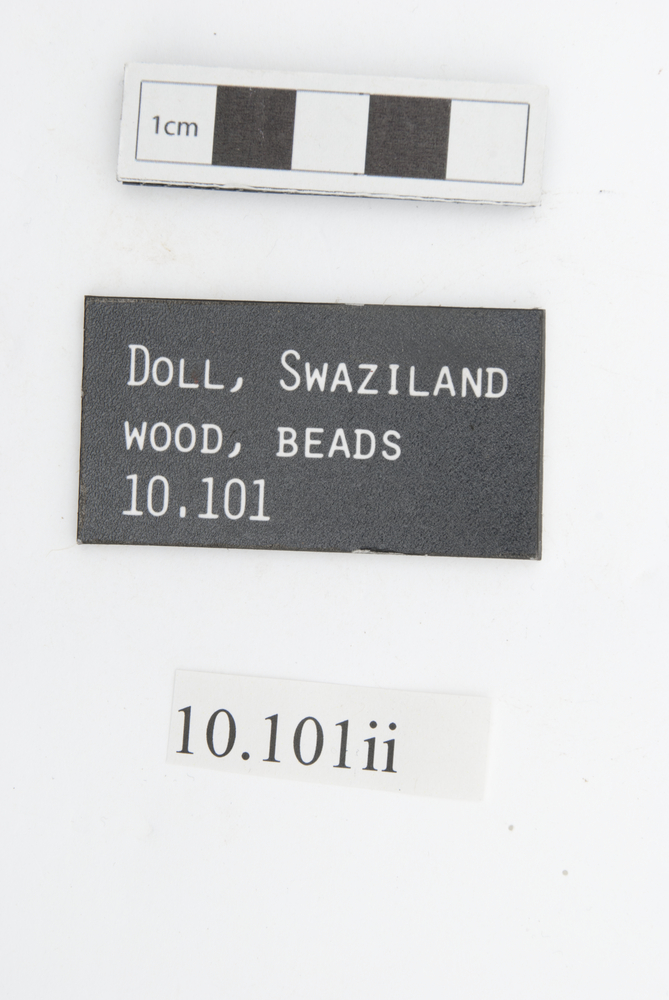 1cm
Doll, Swaziland
wood, beads
10.101
10.101ii